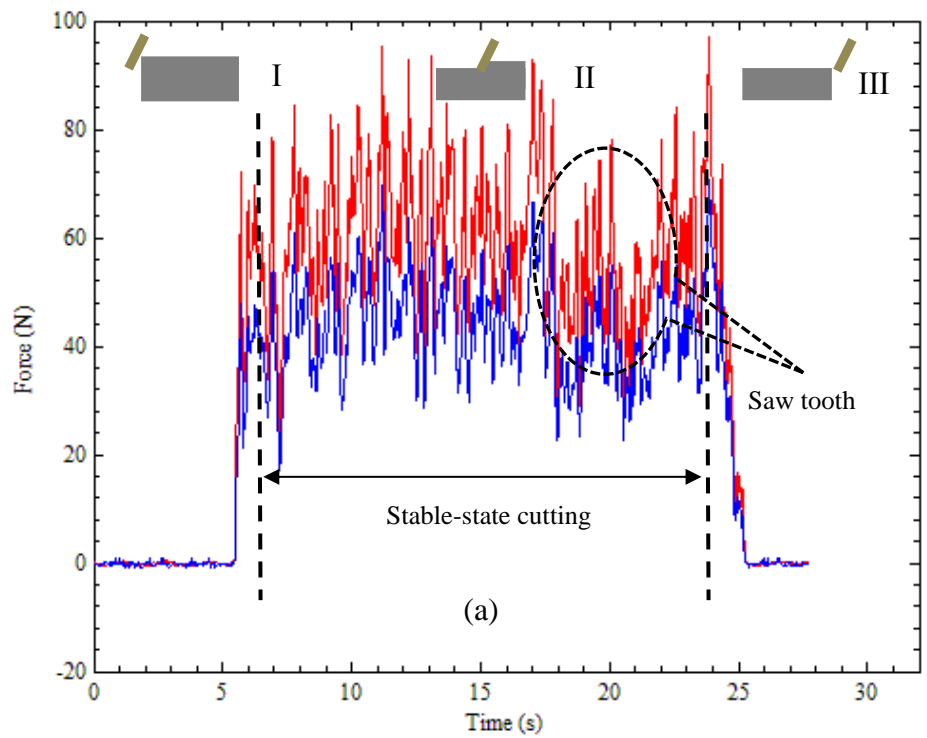 100
80
60
40
20
0
-20
Force (N)
I
II
III
Saw tooth
Stable-state cutting
(a)
0 5 10 15 20 25 30
Time (s)